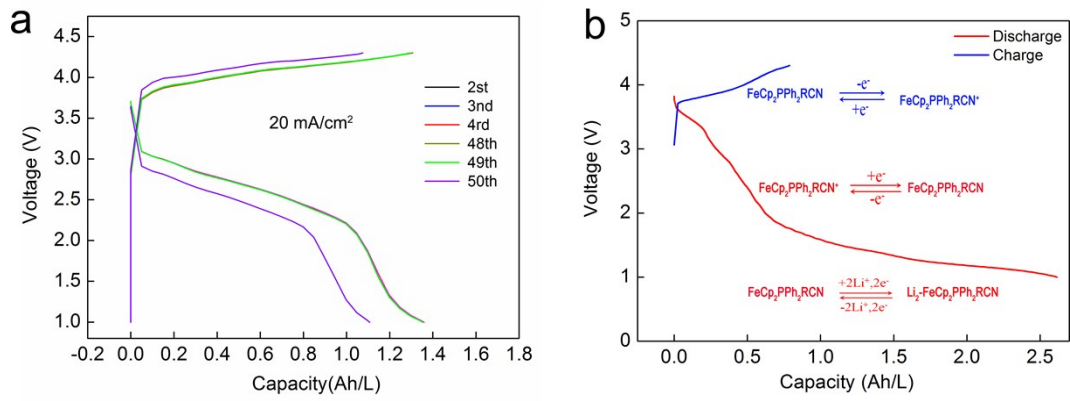 a
4.5
4.0
3.5
3.0
2.5
2.0
1.5
1.0
Voltage (V)
20 mA/cm²
2st
3nd
4rd
48th
49th
50th
-0.2 0.0 0.2 0.4 0.6 0.8 1.0 1.2 1.4 1.6 1.8
Capacity(Ah/L)
b
5
4
3
2
1
0
Voltage (V)
Discharge
Charge
FeCp₂PPh₂RCN -e⁻ +e⁻ FeCp₂PPh₂RCN⁺
FeCp₂PPh₂RCN⁺ +e⁻ -e⁻ FeCp₂PPh₂RCN
FeCp₂PPh₂RCN +2Li⁺,2e⁻ -2Li⁺,2e⁻ Li₂-FeCp₂PPh₂RCN
0.0 0.5 1.0 1.5 2.0 2.5
Capacity (Ah/L)